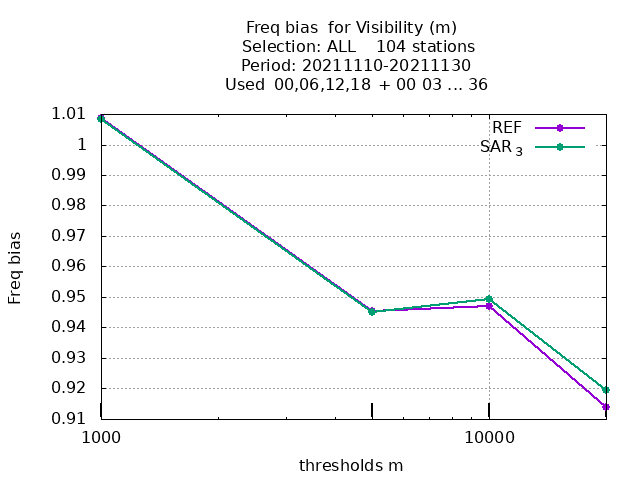 Freq bias  for Visibility (m)
Selection: ALL    104 stations
Period: 20211110-20211130
Used  00,06,12,18  + 00 03 ... 36
REF
SAR 3
1.01
1
0.99
0.98
0.97
0.96
0.95
0.94
0.93
0.92
0.91
Freq bias
1000
10000
thresholds m